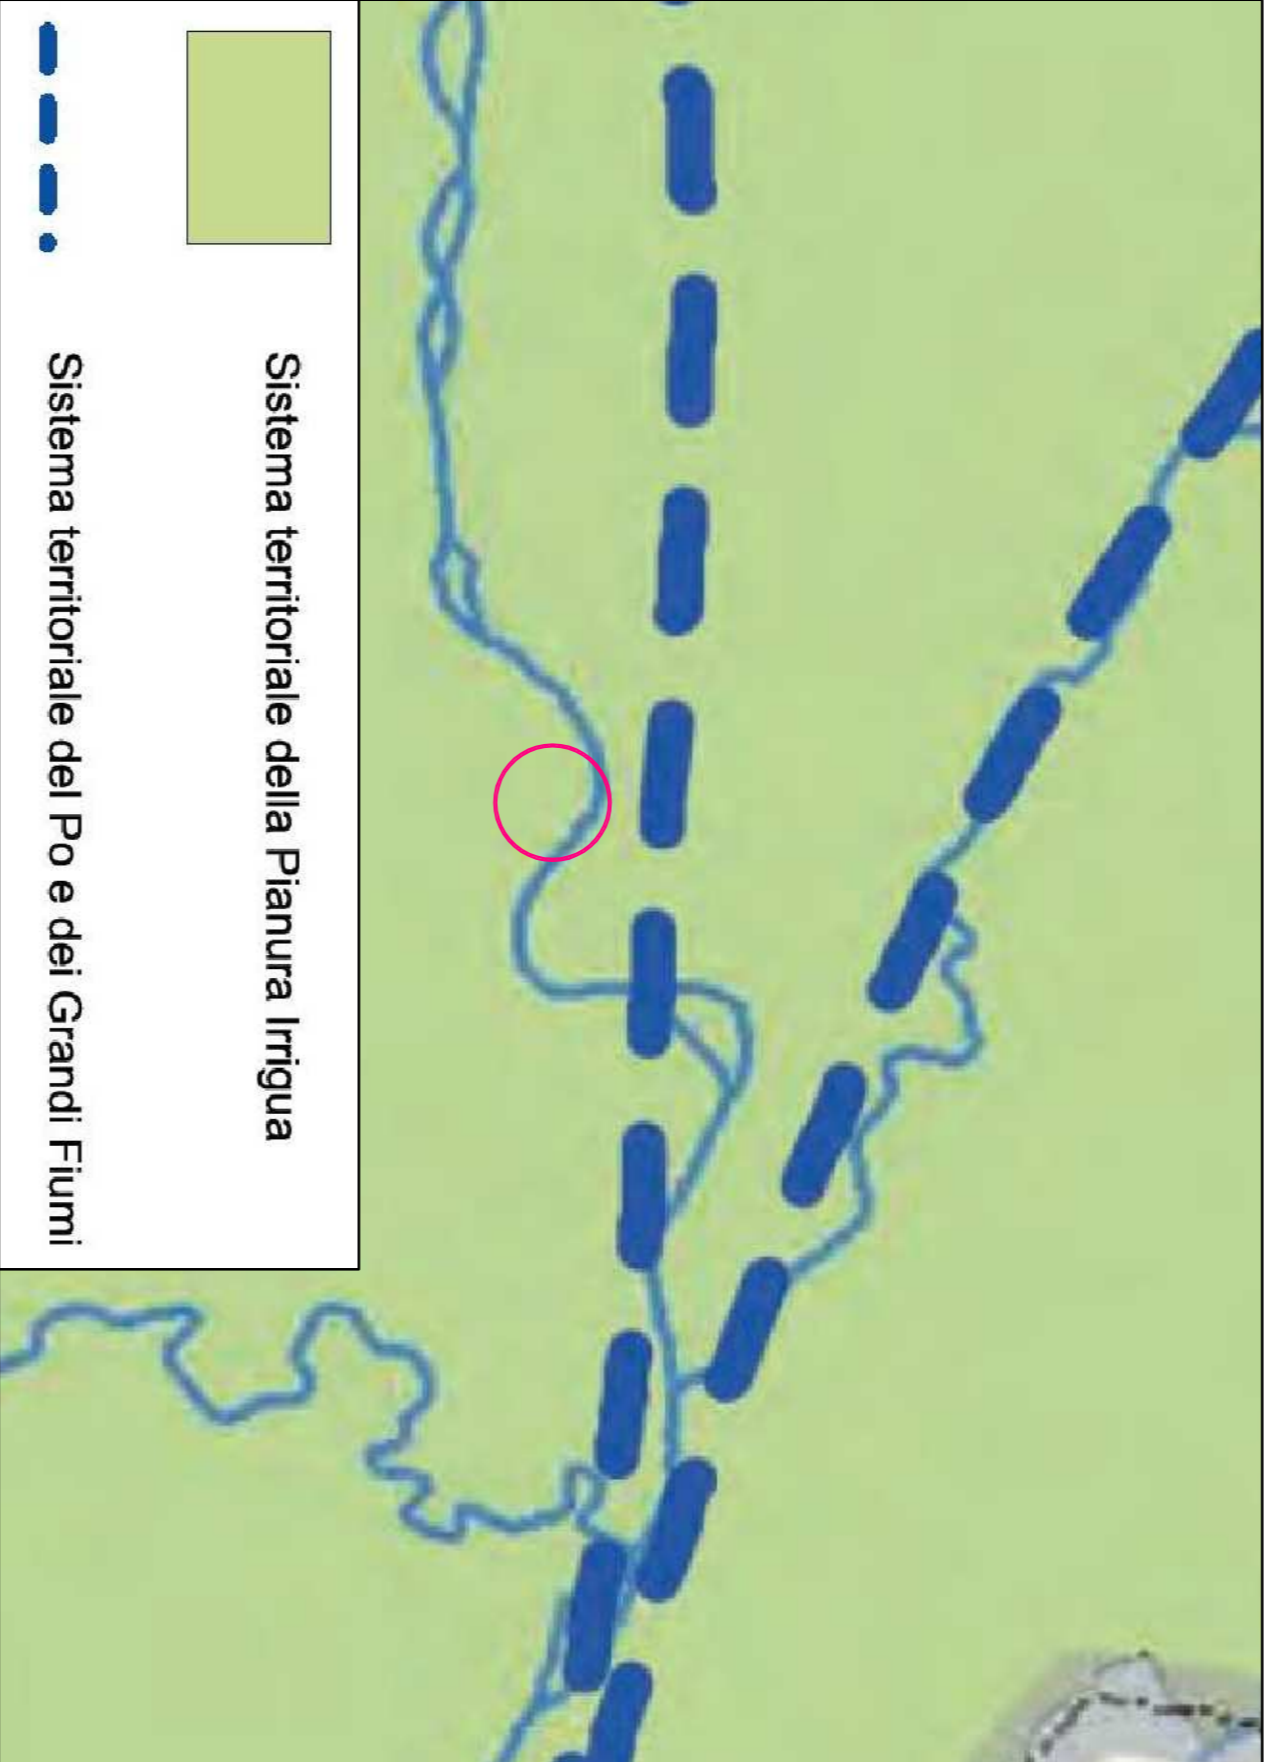 Sistema territoriale della Pianura Irrigua
Sistema territoriale del Po e dei Grandi Fiumi